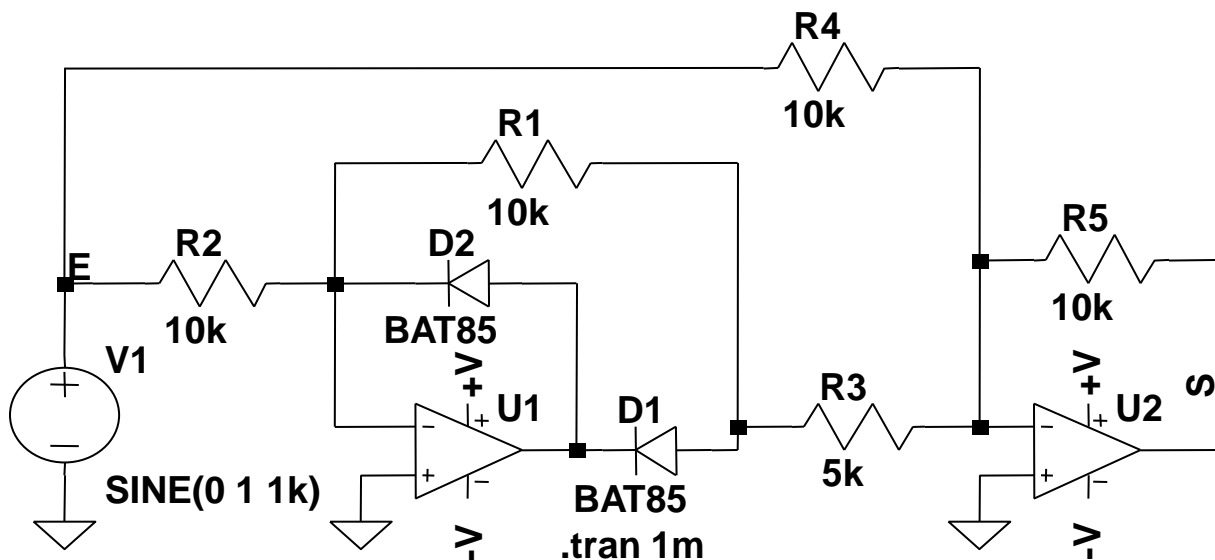 R4
10k
R1
10k
R5
10k
E
R2
10k
D2
BAT85
V1
SINE(0 1 1k)
+V
U1
-V
D1
BAT85
.tran 1m
R3
5k
+V
U2
-V
S